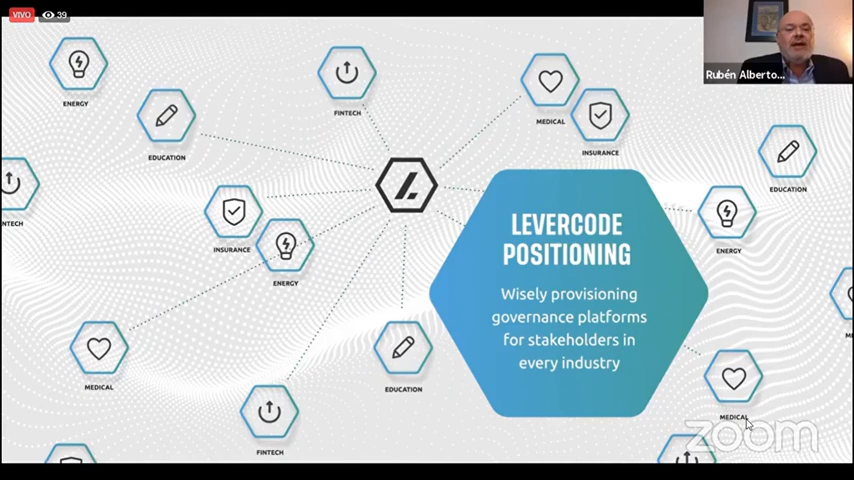 VIVO
39
Rubén Alberto...
ENERGY
FINTECH
EDUCATION
MEDICAL
INSURANCE
EDUCATION
NTECH
INSURANCE
ENERGY
ENERGY
LEVERCODE
POSITIONING
Wisely provisioning
governance platforms
for stakeholders in
every industry
MEDICAL
EDUCATION
MEDICAL
FINTECH
zoom